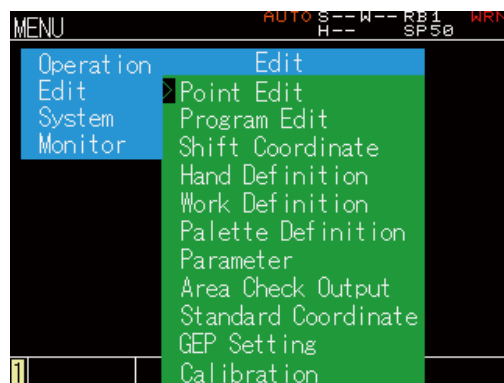 MENU AUTO S--W-- RB1 WRN
H-- SP50
Operation Edit
Edit >Point Edit
System Program Edit
Monitor Shift Coordinate
Hand Definition
Work Definition
Palette Definition
Parameter
Area Check Output
Standard Coordinate
GEP Setting
1 Calibration